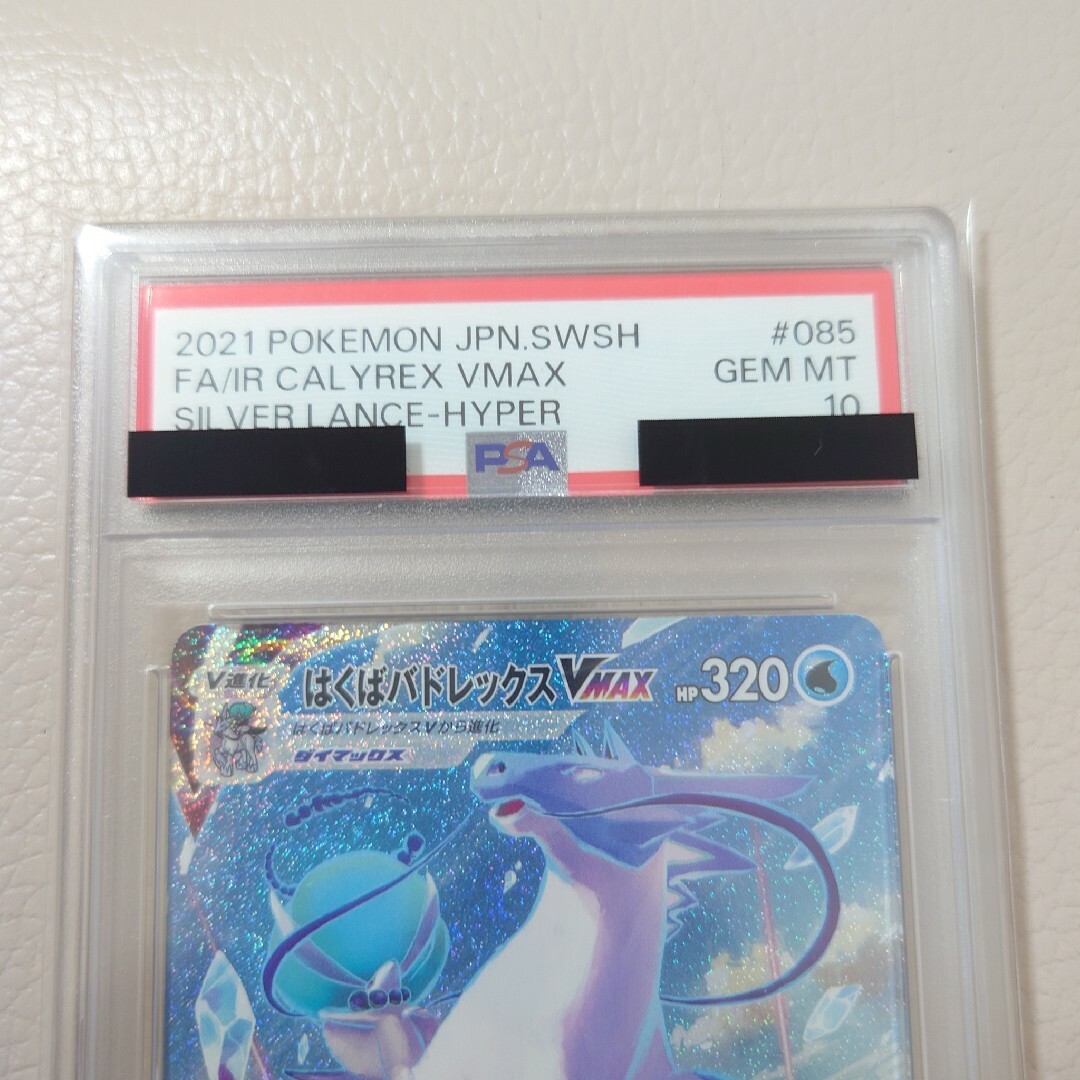 2021 POKEMON JPN.SWSH #085
FA/IR CALYREX VMAX GEM MT
SILVER LANCE-HYPER 10
PSA
V進化 はくばバドレックスVMAX HP320
はくばバドレックスVから進化
ダイマックス